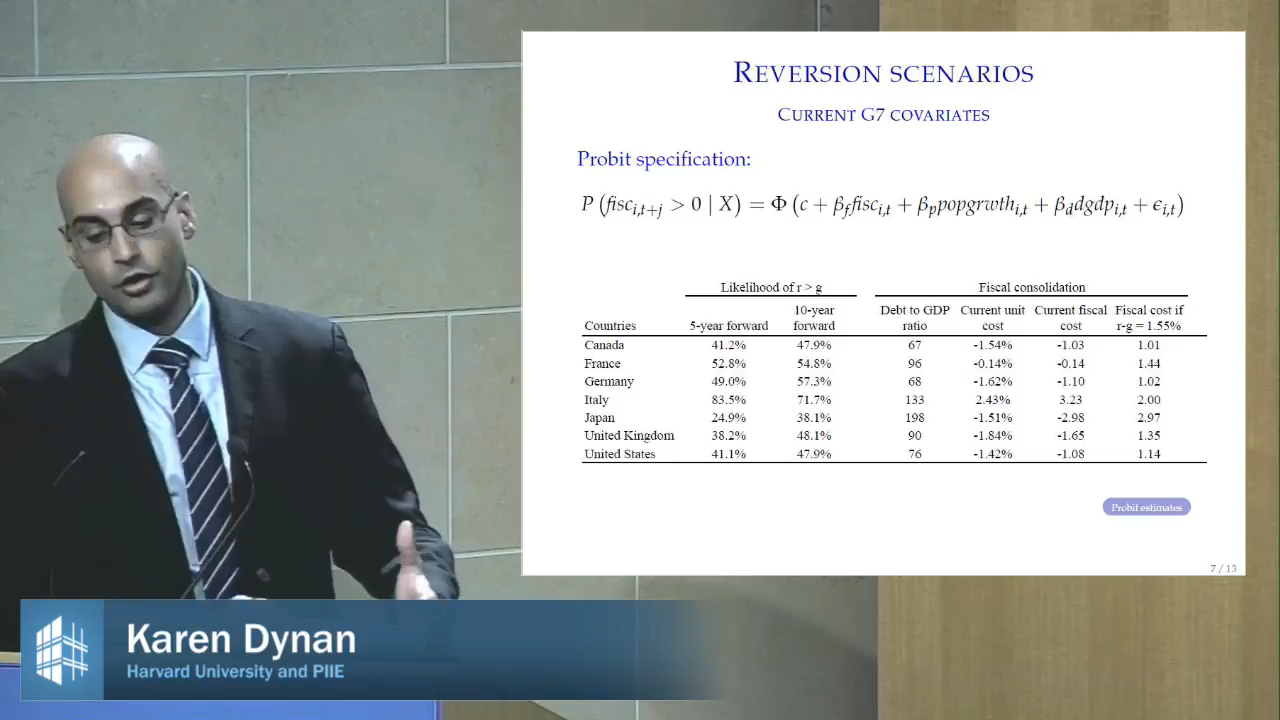 REVERSION SCENARIOS
CURRENT G7 COVARIATES
Probit specification:
P (fisc_{i,t+j} > 0 | X) = Φ (c + β_f fisc_{i,t} + β_p popgrwth_{i,t} + β_d dgdp_{i,t} + ϵ_{i,t})
Likelihood of r > g Fiscal consolidation
10-year Debt to GDP Current unit Current fiscal Fiscal cost if
Countries 5-year forward forward ratio cost cost r-g = 1.55%
Canada 41.2% 47.9% 67 -1.54% -1.03 1.01
France 52.8% 54.8% 96 -0.14% -0.14 1.44
Germany 49.0% 57.3% 68 -1.62% -1.10 1.02
Italy 83.5% 71.7% 133 2.43% 3.23 2.00
Japan 24.9% 38.1% 198 -1.51% -2.98 2.97
United Kingdom 38.2% 48.1% 90 -1.84% -1.65 1.35
United States 41.1% 47.9% 76 -1.42% -1.08 1.14
Probit estimates
7 / 13
Karen Dynan
Harvard University and PIIE